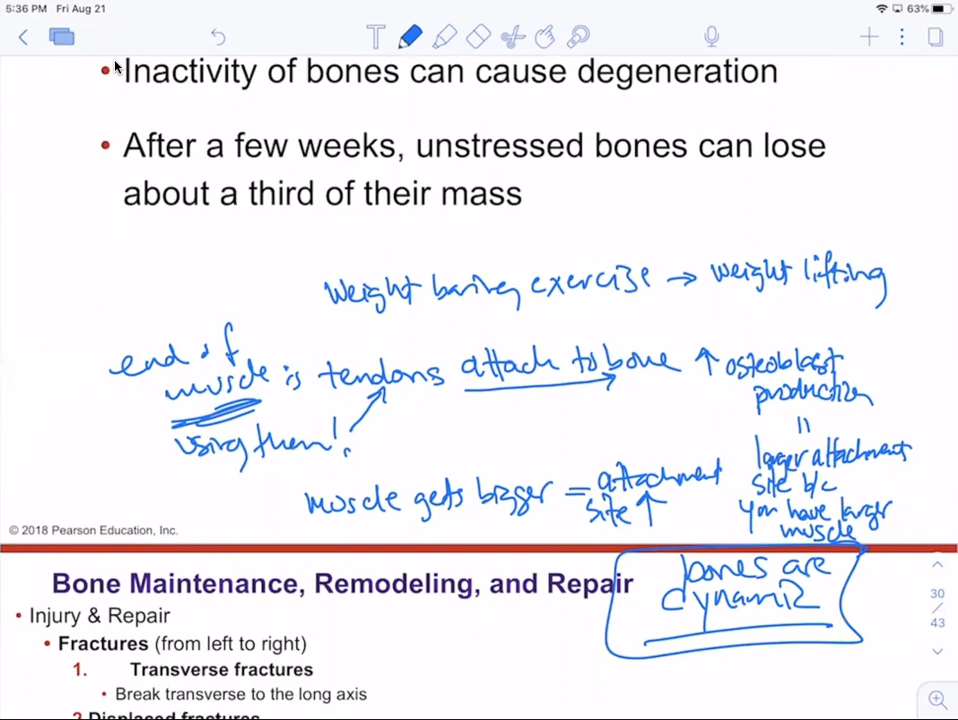 5:36 PM Fri Aug 21
63%
• Inactivity of bones can cause degeneration
• After a few weeks, unstressed bones can lose
about a third of their mass
weight baring exercise → weight lifting
end of
muscle is tendons attach to bone ↑ osteoblast
production
using them!
=
larger attachment
site b/c
you have larger
muscle
muscle gets bigger = attachment
site ↑
© 2018 Pearson Education, Inc.
bones are
dynamic
Bone Maintenance, Remodeling, and Repair
• Injury & Repair
• Fractures (from left to right)
1. Transverse fractures
• Break transverse to the long axis
2. Displaced fractures
30
/
43